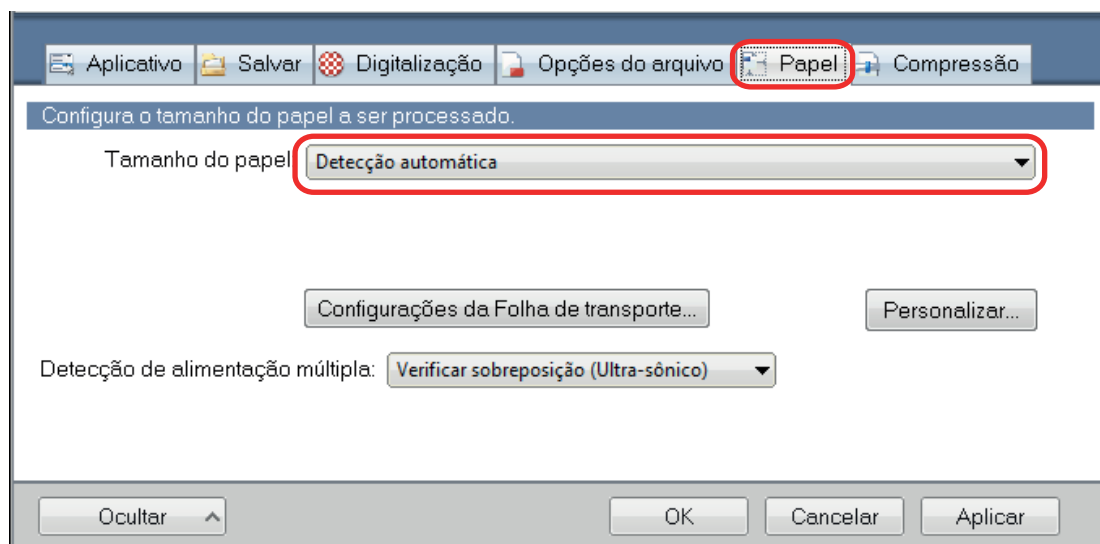 Aplicativo Salvar Digitalização Opções do arquivo Papel Compressão
Configura o tamanho do papel a ser processado.
Tamanho do papel: Detecção automática
Configurações da Folha de transporte... Personalizar...
Detecção de alimentação múltipla: Verificar sobreposição (Ultra-sônico)
Ocultar OK Cancelar Aplicar